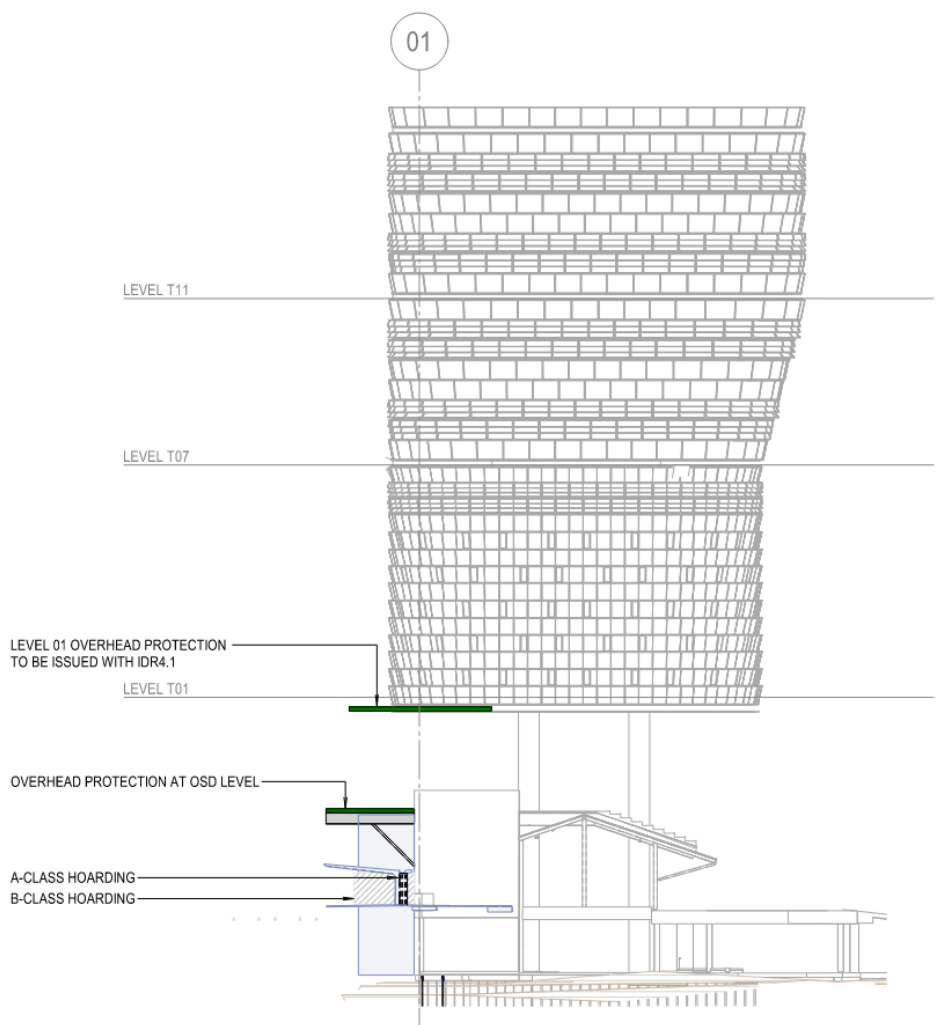 01
LEVEL T11
LEVEL T07
LEVEL 01 OVERHEAD PROTECTION
TO BE ISSUED WITH IDR4.1
LEVEL T01
OVERHEAD PROTECTION AT OSD LEVEL
A-CLASS HOARDING
B-CLASS HOARDING